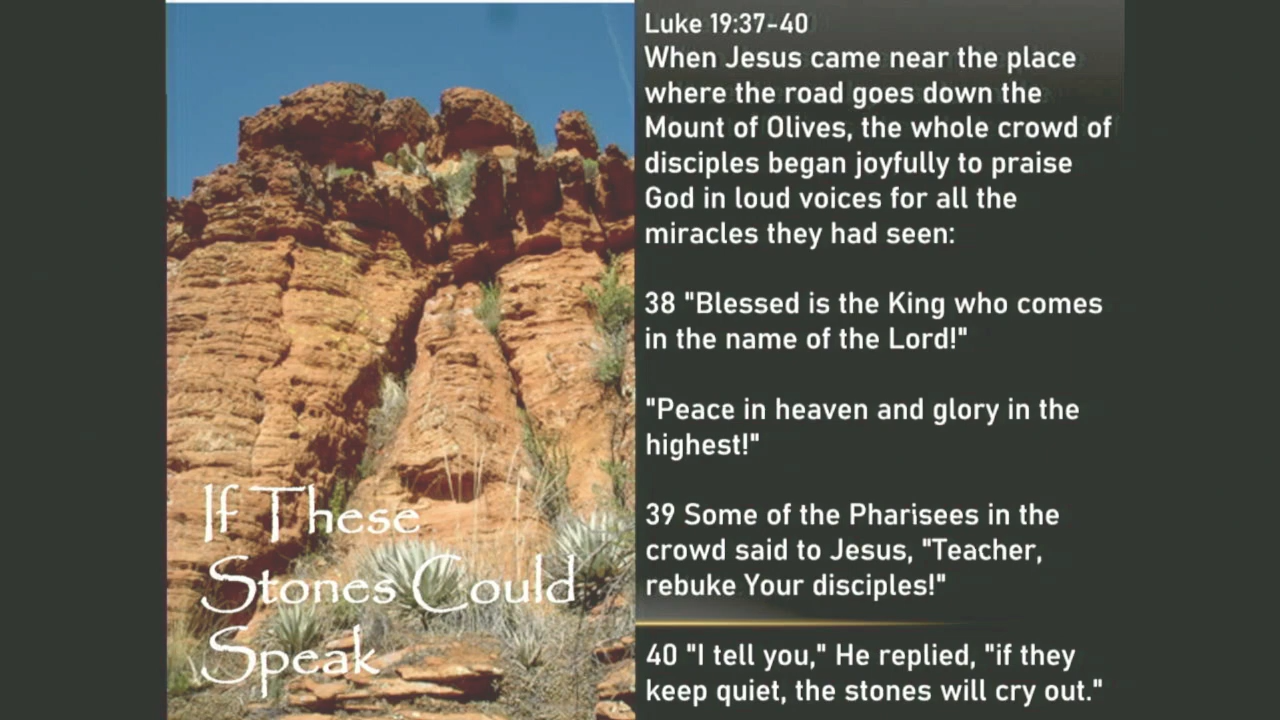 If These
Stones Could
Speak
Luke 19:37-40
When Jesus came near the place
where the road goes down the
Mount of Olives, the whole crowd of
disciples began joyfully to praise
God in loud voices for all the
miracles they had seen:
38 "Blessed is the King who comes
in the name of the Lord!"
"Peace in heaven and glory in the
highest!"
39 Some of the Pharisees in the
crowd said to Jesus, "Teacher,
rebuke Your disciples!"
40 "I tell you," He replied, "if they
keep quiet, the stones will cry out."